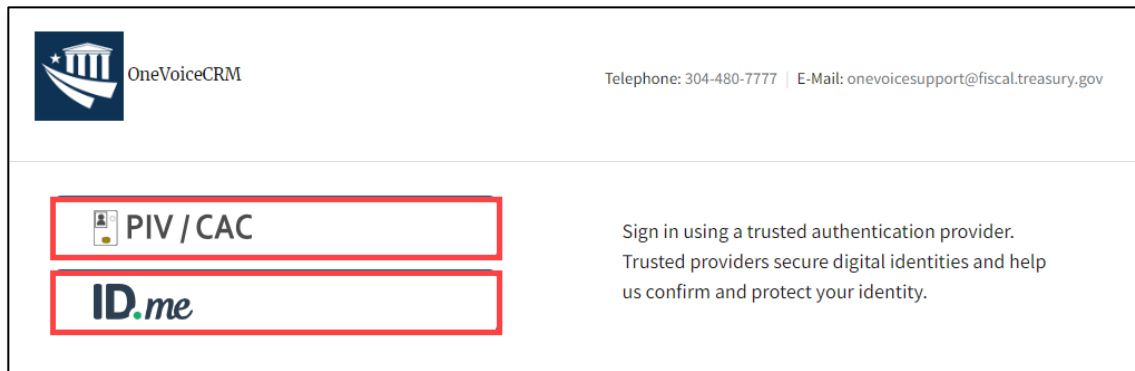 OneVoiceCRM
Telephone: 304-480-7777 | E-Mail: onevoicesupport@fiscal.treasury.gov
PIV / CAC
ID.me
Sign in using a trusted authentication provider.
Trusted providers secure digital identities and help
us confirm and protect your identity.